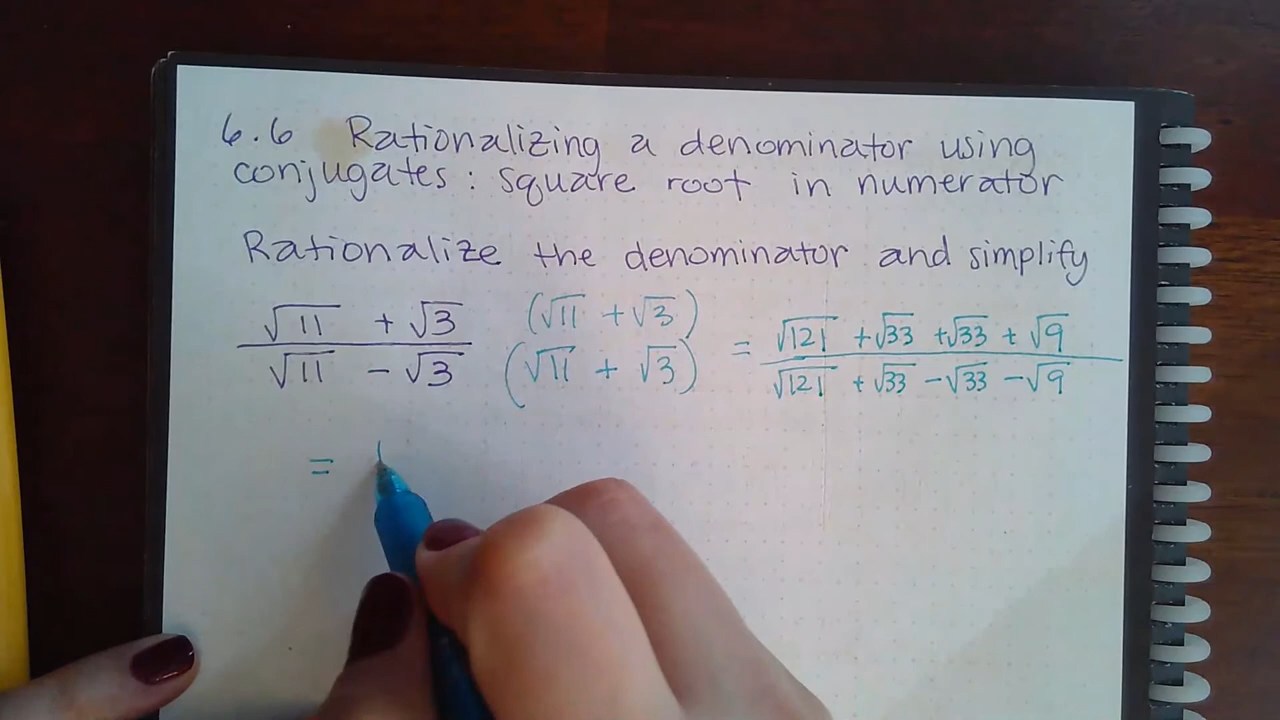 6.6 Rationalizing a denominator using
conjugates: square root in numerator
Rationalize the denominator and simplify
√11 + √3 (√11 + √3) = √121 + √33 + √33 + √9
√11 - √3 (√11 + √3) √121 + √33 - √33 - √9
=